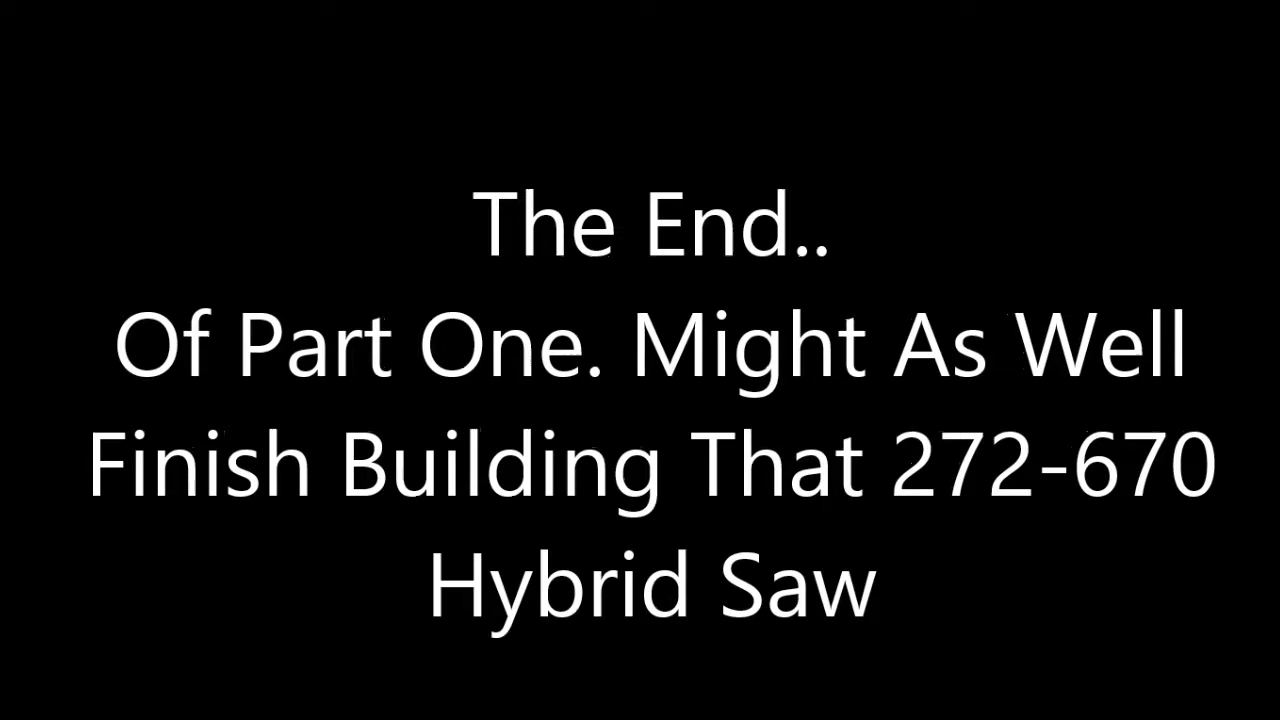 The End..
Of Part One. Might As Well
Finish Building That 272-670
Hybrid Saw